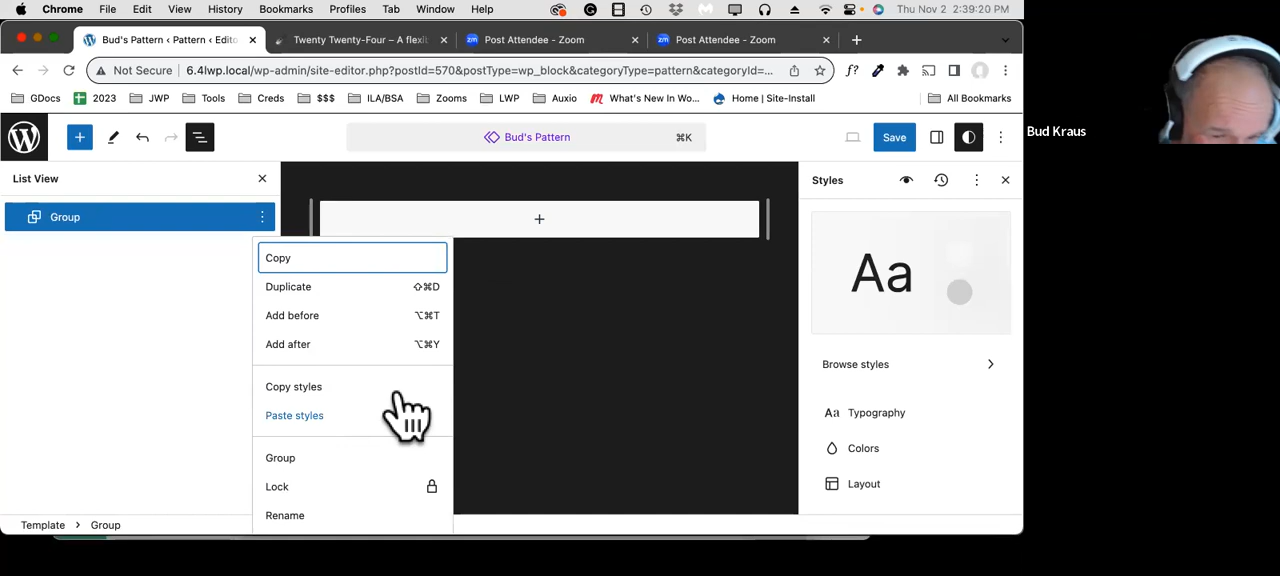 Chrome File Edit View History Bookmarks Profiles Tab Window Help Thu Nov 2 2:39:20 PM
Bud's Pattern ‹ Pattern ‹ Edito
Twenty Twenty-Four – A flexi
zm Post Attendee - Zoom
zm Post Attendee - Zoom
Not Secure 6.4lwp.local/wp-admin/site-editor.php?postId=570&postType=wp_block&categoryType=pattern&categoryId=...
GDocs 2023 JWP Tools Creds $$$ ILA/BSA Zooms LWP Auxio What's New In Wo... Home | Site-Install All Bookmarks
Bud Kraus
Bud's Pattern ⌘K
Save
List View
Styles
Group
Aa
Copy
Duplicate ⇧⌘D
Add before ⌥⌘T
Add after ⌥⌘Y
Browse styles
Copy styles
Paste styles
Aa Typography
Colors
Group
Lock
Layout
Rename
Template > Group